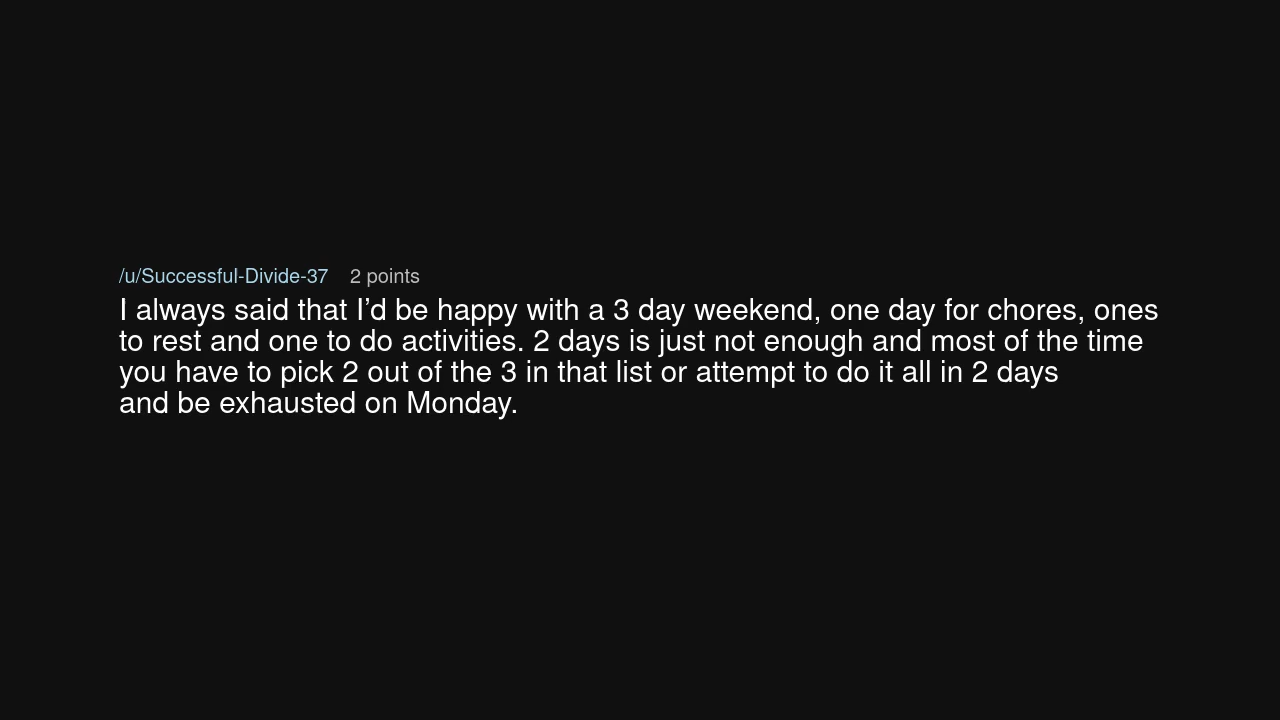 /u/Successful-Divide-37 2 points
I always said that I’d be happy with a 3 day weekend, one day for chores, ones
to rest and one to do activities. 2 days is just not enough and most of the time
you have to pick 2 out of the 3 in that list or attempt to do it all in 2 days
and be exhausted on Monday.